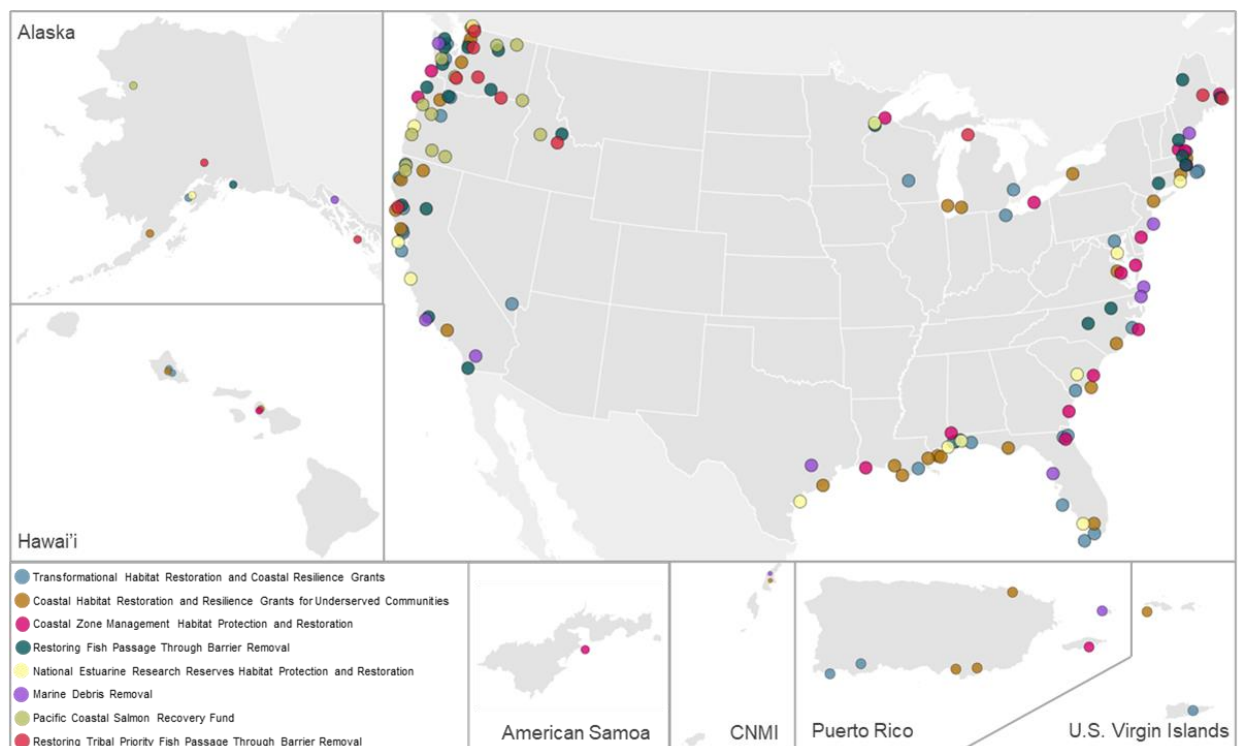 Alaska
Hawai'i
Transformational Habitat Restoration and Coastal Resilience Grants
Coastal Habitat Restoration and Resilience Grants for Underserved Communities
Coastal Zone Management Habitat Protection and Restoration
Restoring Fish Passage Through Barrier Removal
National Estuarine Research Reserves Habitat Protection and Restoration
Marine Debris Removal
Pacific Coastal Salmon Recovery Fund
Restoring Tribal Priority Fish Passage Through Barrier Removal
American Samoa
CNMI
Puerto Rico
U.S. Virgin Islands